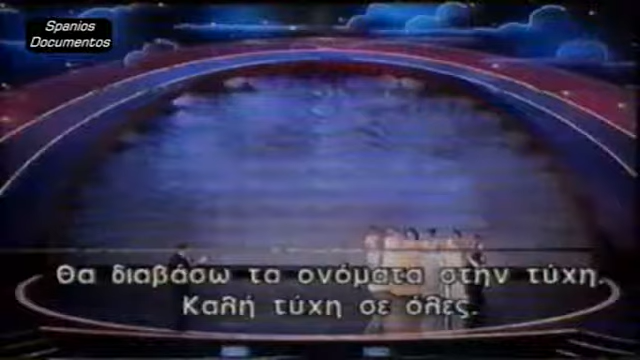 Spanios
Documentos
Θα διαβάσω τα ονόματα στην τύχη.
Καλή τύχη σε όλες.